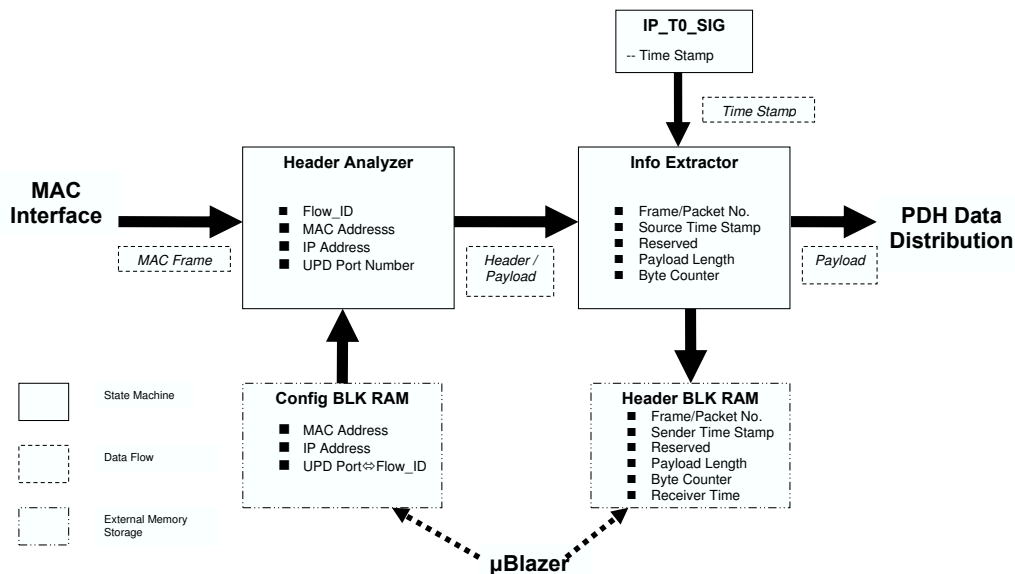 IP_T0_SIG
-- Time Stamp
Time Stamp
MAC
Interface
MAC Frame
Header Analyzer
Flow_ID
MAC Addresss
IP Address
UPD Port Number
Header /
Payload
Info Extractor
Frame/Packet No.
Source Time Stamp
Reserved
Payload Length
Byte Counter
Payload
PDH Data
Distribution
State Machine
Data Flow
External Memory
Storage
Config BLK RAM
MAC Address
IP Address
UPD Port⇔Flow_ID
Header BLK RAM
Frame/Packet No.
Sender Time Stamp
Reserved
Payload Length
Byte Counter
Receiver Time
µBlazer